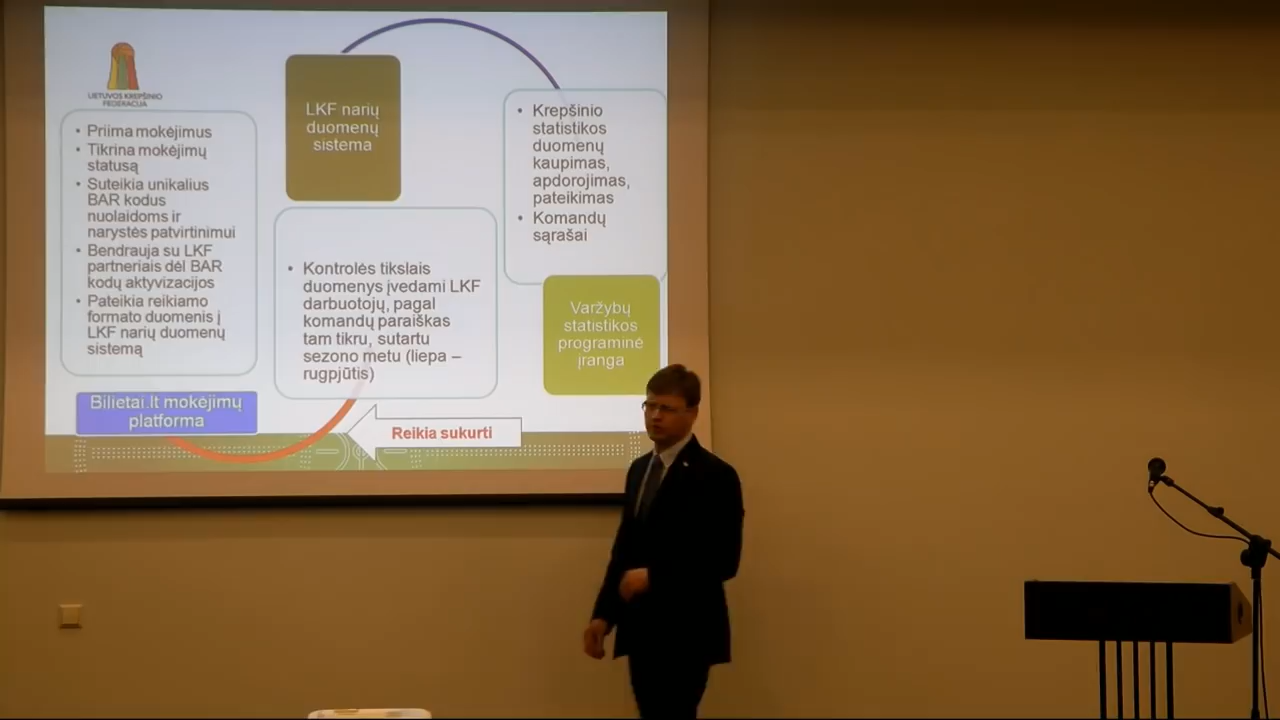 LIETUVOS KREPŠINIO
FEDERACIJA
• Priima mokėjimus
• Tikrina mokėjimų
statusą
• Suteikia unikalius
BAR kodus
nuolaidoms ir
narystės patvirtinimui
• Bendrauja su LKF
partneriais dėl BAR
kodų aktyvizacijos
• Pateikia reikiamo
formato duomenis į
LKF narių duomenų
sistemą
Bilietai.lt mokėjimų
platforma
LKF narių
duomenų
sistema
• Kontrolės tikslais
duomenys įvedami LKF
darbuotojų, pagal
komandų paraiškas
tam tikru, sutartu
sezono metu (liepa –
rugpjūtis)
Reikia sukurti
• Krepšinio
statistikos
duomenų
kaupimas,
apdorojimas,
pateikimas
• Komandų
sąrašai
Varžybų
statistikos
programinė
įranga